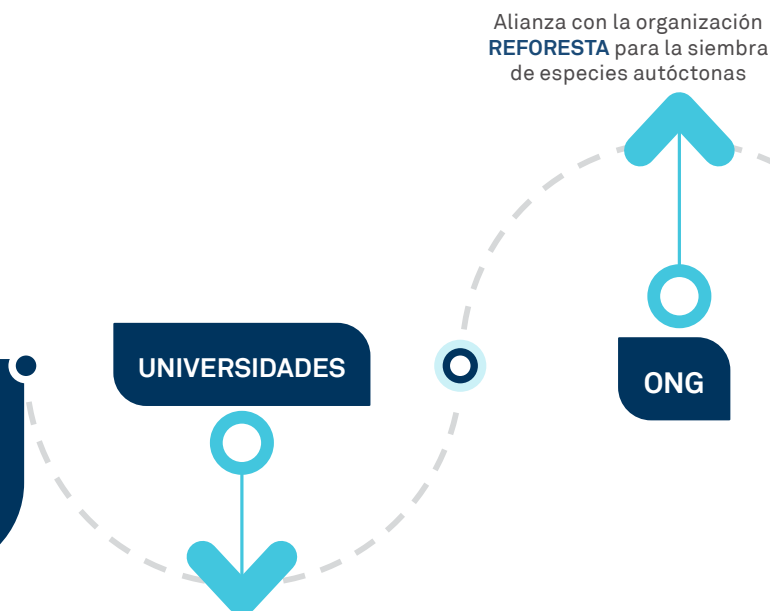 Alianza con la organización
REFORESTA para la siembra
de especies autóctonas
UNIVERSIDADES
ONG